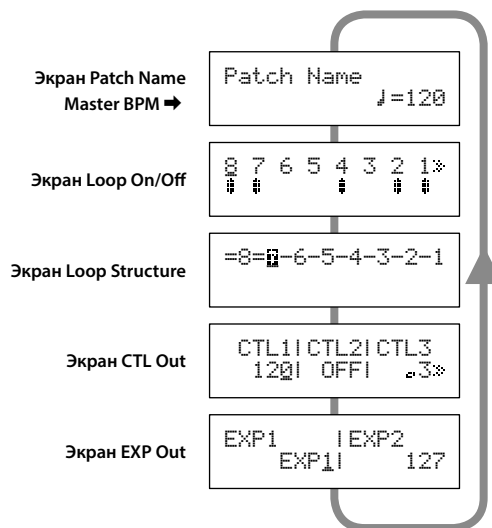 Экран Patch Name
Master BPM ➡
Patch Name
♩=120
Экран Loop On/Off
8 7 6 5 4 3 2 1»
Экран Loop Structure
=8=7-6-5-4-3-2-1
Экран CTL Out
CTL1| CTL2| CTL3
120| OFF| 3»
Экран EXP Out
EXP1 | EXP2
EXP1| 127